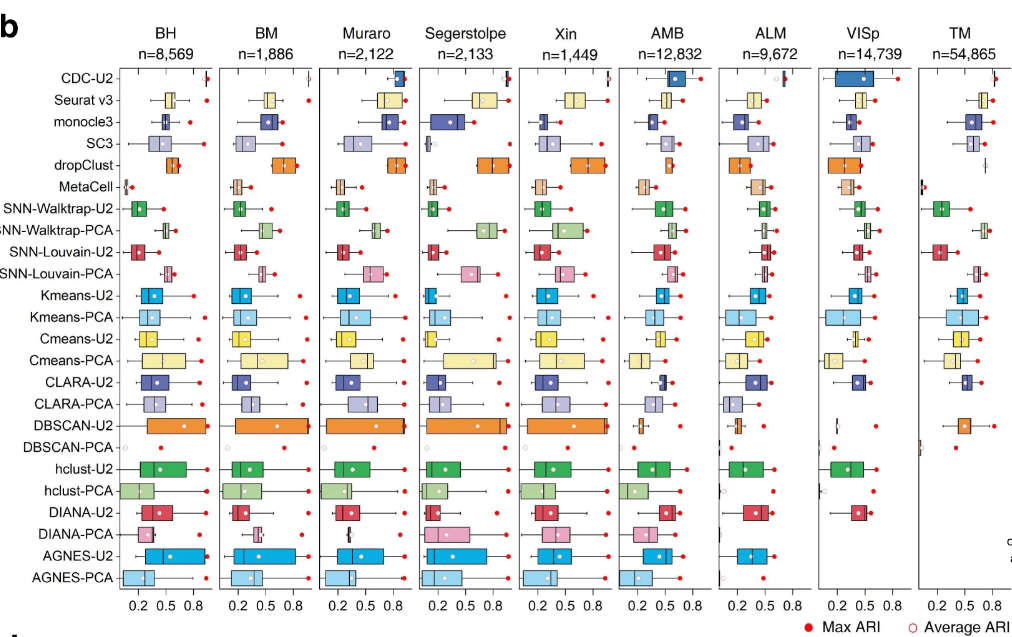 b
BH BM Muraro Segerstolpe Xin AMB ALM VISp TM
n=8,569 n=1,886 n=2,122 n=2,133 n=1,449 n=12,832 n=9,672 n=14,739 n=54,865
CDC-U2
Seurat v3
monocle3
SC3
dropClust
MetaCell
SNN-Walktrap-U2
SNN-Walktrap-PCA
SNN-Louvain-U2
SNN-Louvain-PCA
Kmeans-U2
Kmeans-PCA
Cmeans-U2
Cmeans-PCA
CLARA-U2
CLARA-PCA
DBSCAN-U2
DBSCAN-PCA
hclust-U2
hclust-PCA
DIANA-U2
DIANA-PCA
AGNES-U2
AGNES-PCA
0.2 0.5 0.8 0.2 0.5 0.8 0.2 0.5 0.8 0.2 0.5 0.8 0.2 0.5 0.8 0.2 0.5 0.8 0.2 0.5 0.8 0.2 0.5 0.8 0.2 0.5 0.8
Max ARI Average ARI